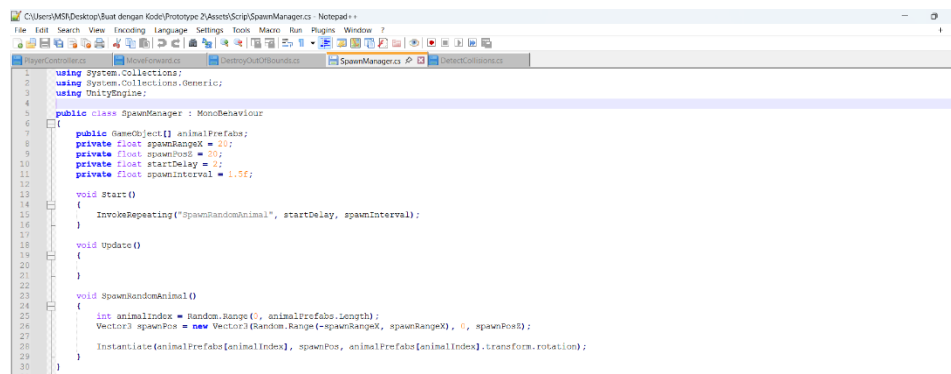 C:\Users\MSI\Desktop\Buat dengan Kode\Prototype 2\Assets\Scrip\SpawnManager.cs - Notepad++
File Edit Search View Encoding Language Settings Tools Macro Run Plugins Window ?
PlayerController.cs MoveForward.cs DestroyOutOfBounds.cs SpawnManager.cs DetectCollisions.cs
1 using System.Collections;
2 using System.Collections.Generic;
3 using UnityEngine;
4
5 public class SpawnManager : MonoBehaviour
6 {
7 public GameObject[] animalPrefabs;
8 private float spawnRangeX = 20;
9 private float spawnPosZ = 20;
10 private float startDelay = 2;
11 private float spawnInterval = 1.5f;
12
13 void Start()
14 {
15 InvokeRepeating("SpawnRandomAnimal", startDelay, spawnInterval);
16 }
17
18 void Update()
19 {
20
21 }
22
23 void SpawnRandomAnimal()
24 {
25 int animalIndex = Random.Range(0, animalPrefabs.Length);
26 Vector3 spawnPos = new Vector3(Random.Range(-spawnRangeX, spawnRangeX), 0, spawnPosZ);
27
28 Instantiate(animalPrefabs[animalIndex], spawnPos, animalPrefabs[animalIndex].transform.rotation);
29 }
30 }